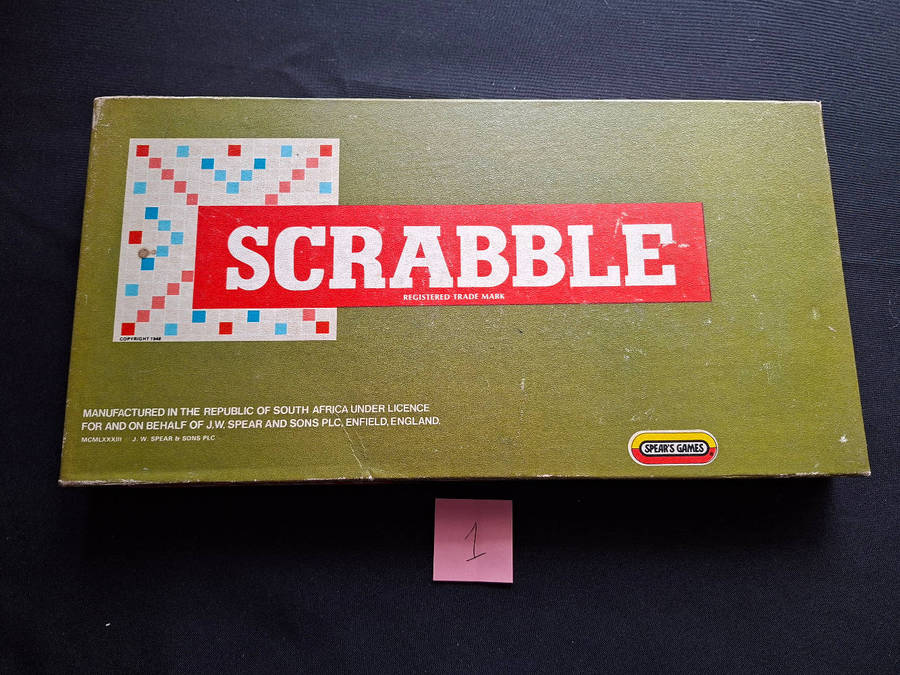 SCRABBLE
REGISTERED TRADE MARK
COPYRIGHT 1948
MANUFACTURED IN THE REPUBLIC OF SOUTH AFRICA UNDER LICENCE
FOR AND ON BEHALF OF J.W. SPEAR AND SONS PLC, ENFIELD, ENGLAND.
MCMLXXXIII J. W. SPEAR & SONS PLC
SPEAR'S GAMES
1